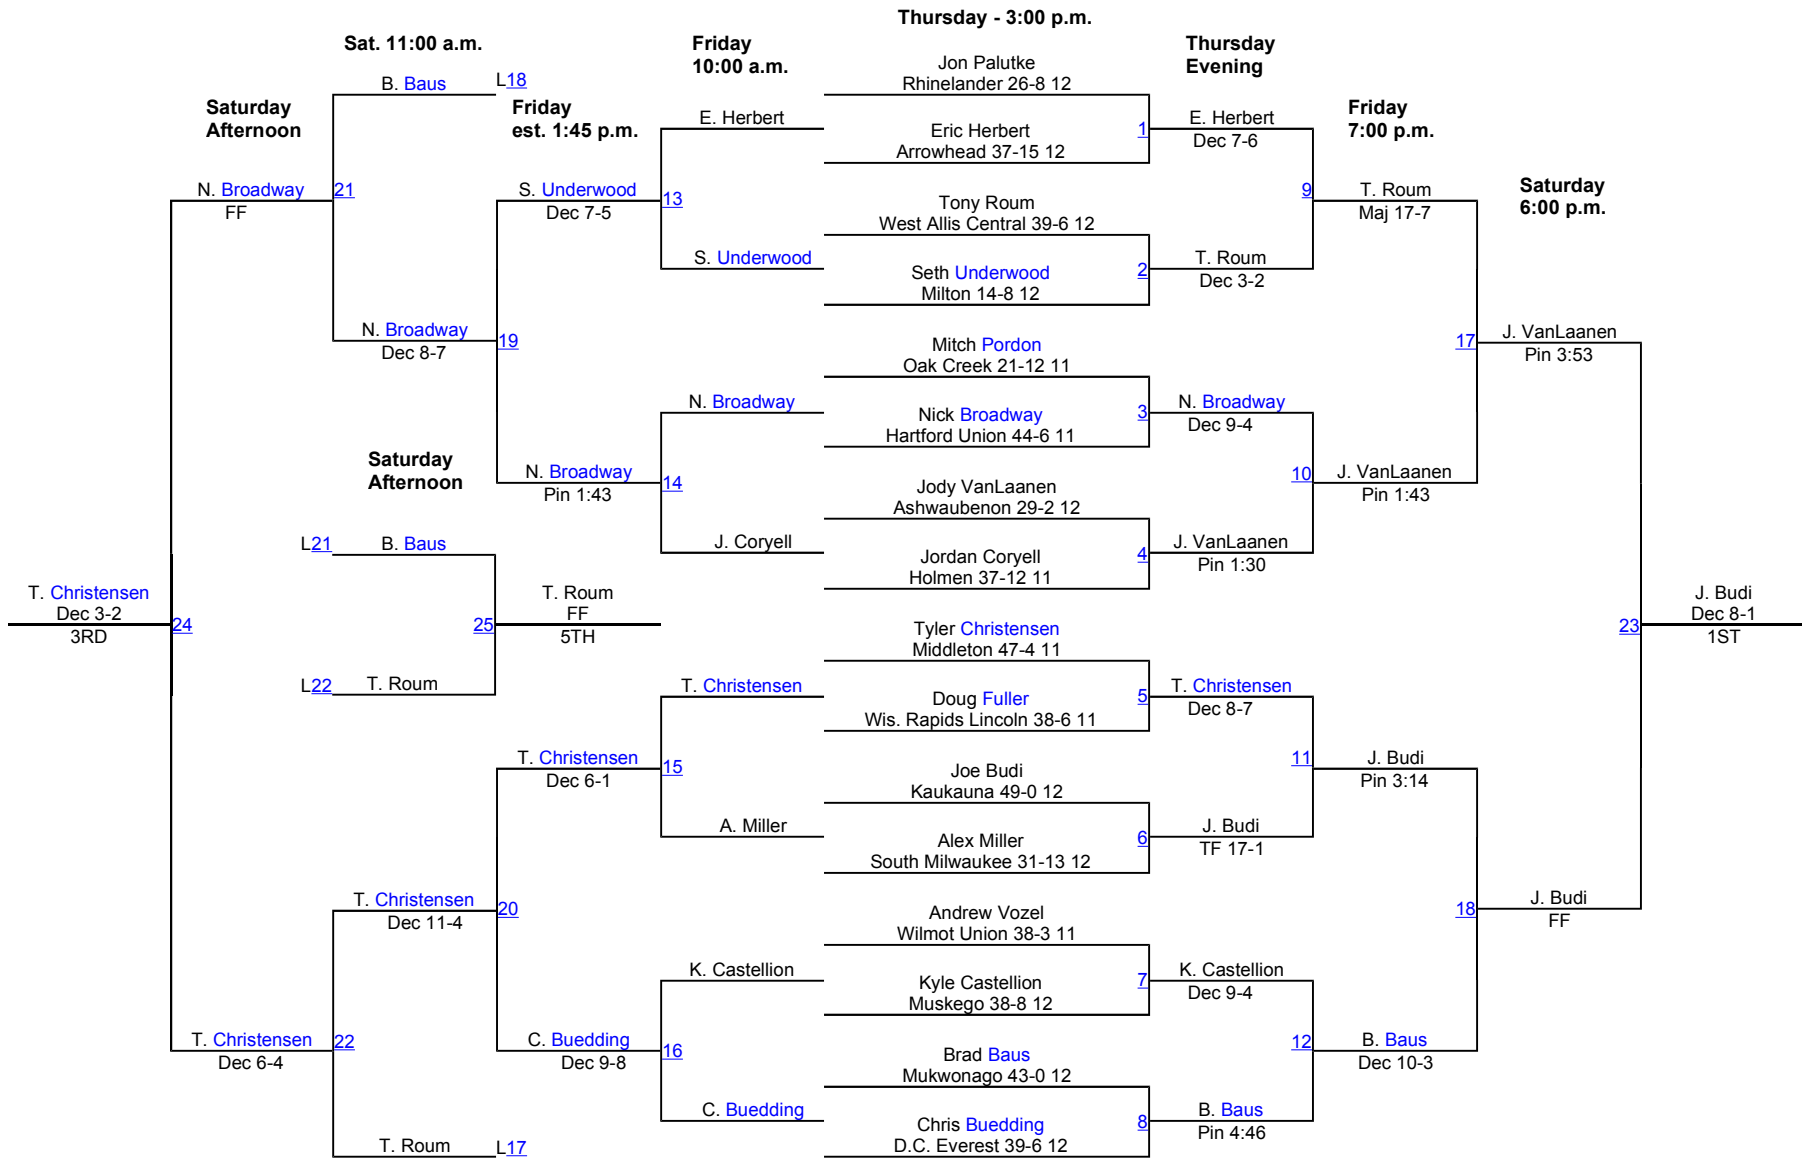 Thursday - 3:00 p.m.
Sat. 11:00 a.m.
Friday
10:00 a.m.
Thursday
Evening
Jon Palutke
Rhinelander 26-8 12
B. Baus
L18
Saturday
Afternoon
Friday
est. 1:45 p.m.
Friday
7:00 p.m.
E. Herbert
Eric Herbert
Arrowhead 37-15 12
1
E. Herbert
Dec 7-6
N. Broadway
FF
21
S. Underwood
Dec 7-5
13
Tony Roum
West Allis Central 39-6 12
9
T. Roum
Maj 17-7
Saturday
6:00 p.m.
S. Underwood
Seth Underwood
Milton 14-8 12
2
T. Roum
Dec 3-2
N. Broadway
Dec 8-7
19
Mitch Pordon
Oak Creek 21-12 11
17
J. VanLaanen
Pin 3:53
N. Broadway
Nick Broadway
Hartford Union 44-6 11
3
N. Broadway
Dec 9-4
Saturday
Afternoon
N. Broadway
Pin 1:43
14
Jody VanLaanen
Ashwaubenon 29-2 12
10
J. VanLaanen
Pin 1:43
L21
B. Baus
J. Coryell
Jordan Coryell
Holmen 37-12 11
4
J. VanLaanen
Pin 1:30
T. Christensen
Dec 3-2
3RD
24
25
T. Roum
FF
5TH
Tyler Christensen
Middleton 47-4 11
23
J. Budi
Dec 8-1
1ST
L22
T. Roum
T. Christensen
Doug Fuller
Wis. Rapids Lincoln 38-6 11
5
T. Christensen
Dec 8-7
T. Christensen
Dec 6-1
15
Joe Budi
Kaukauna 49-0 12
11
J. Budi
Pin 3:14
A. Miller
Alex Miller
South Milwaukee 31-13 12
6
J. Budi
TF 17-1
T. Christensen
Dec 11-4
20
Andrew Vozel
Wilmot Union 38-3 11
18
J. Budi
FF
K. Castellion
Kyle Castellion
Muskego 38-8 12
7
K. Castellion
Dec 9-4
T. Christensen
Dec 6-4
22
C. Buedding
Dec 9-8
16
Brad Baus
Mukwonago 43-0 12
12
B. Baus
Dec 10-3
C. Buedding
Chris Buedding
D.C. Everest 39-6 12
8
B. Baus
Pin 4:46
T. Roum
L17